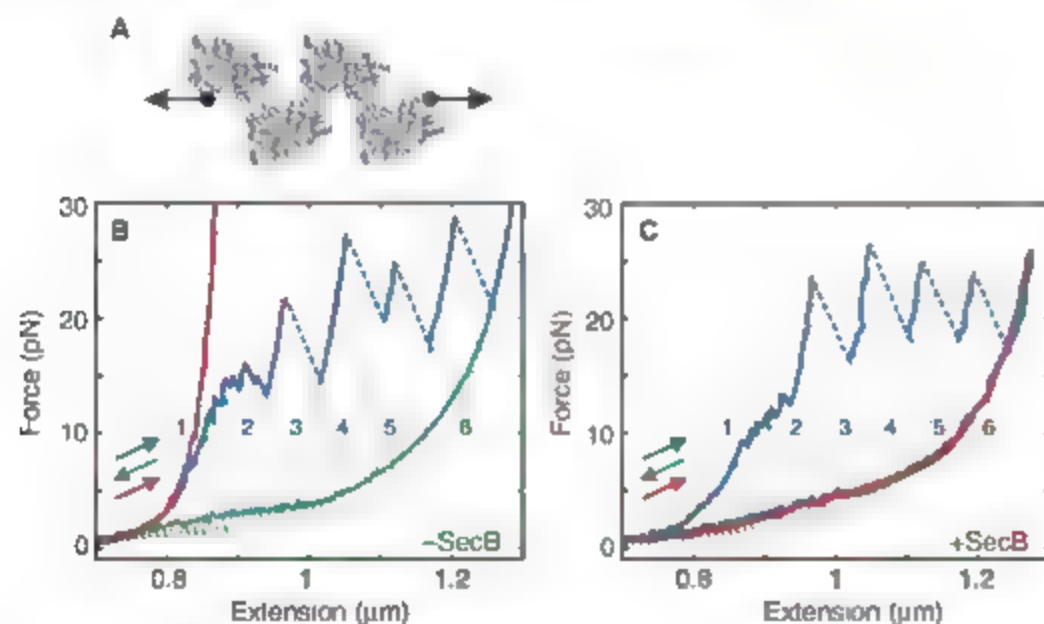 A
B
30
20
10
0
Force (pN)
1 2 3 4 5 6
–SecB
0.8 1 1.2
Extension (µm)
C
30
20
10
0
Force (pN)
1 2 3 4 5 6
+SecB
0.8 1 1.2
Extension (µm)